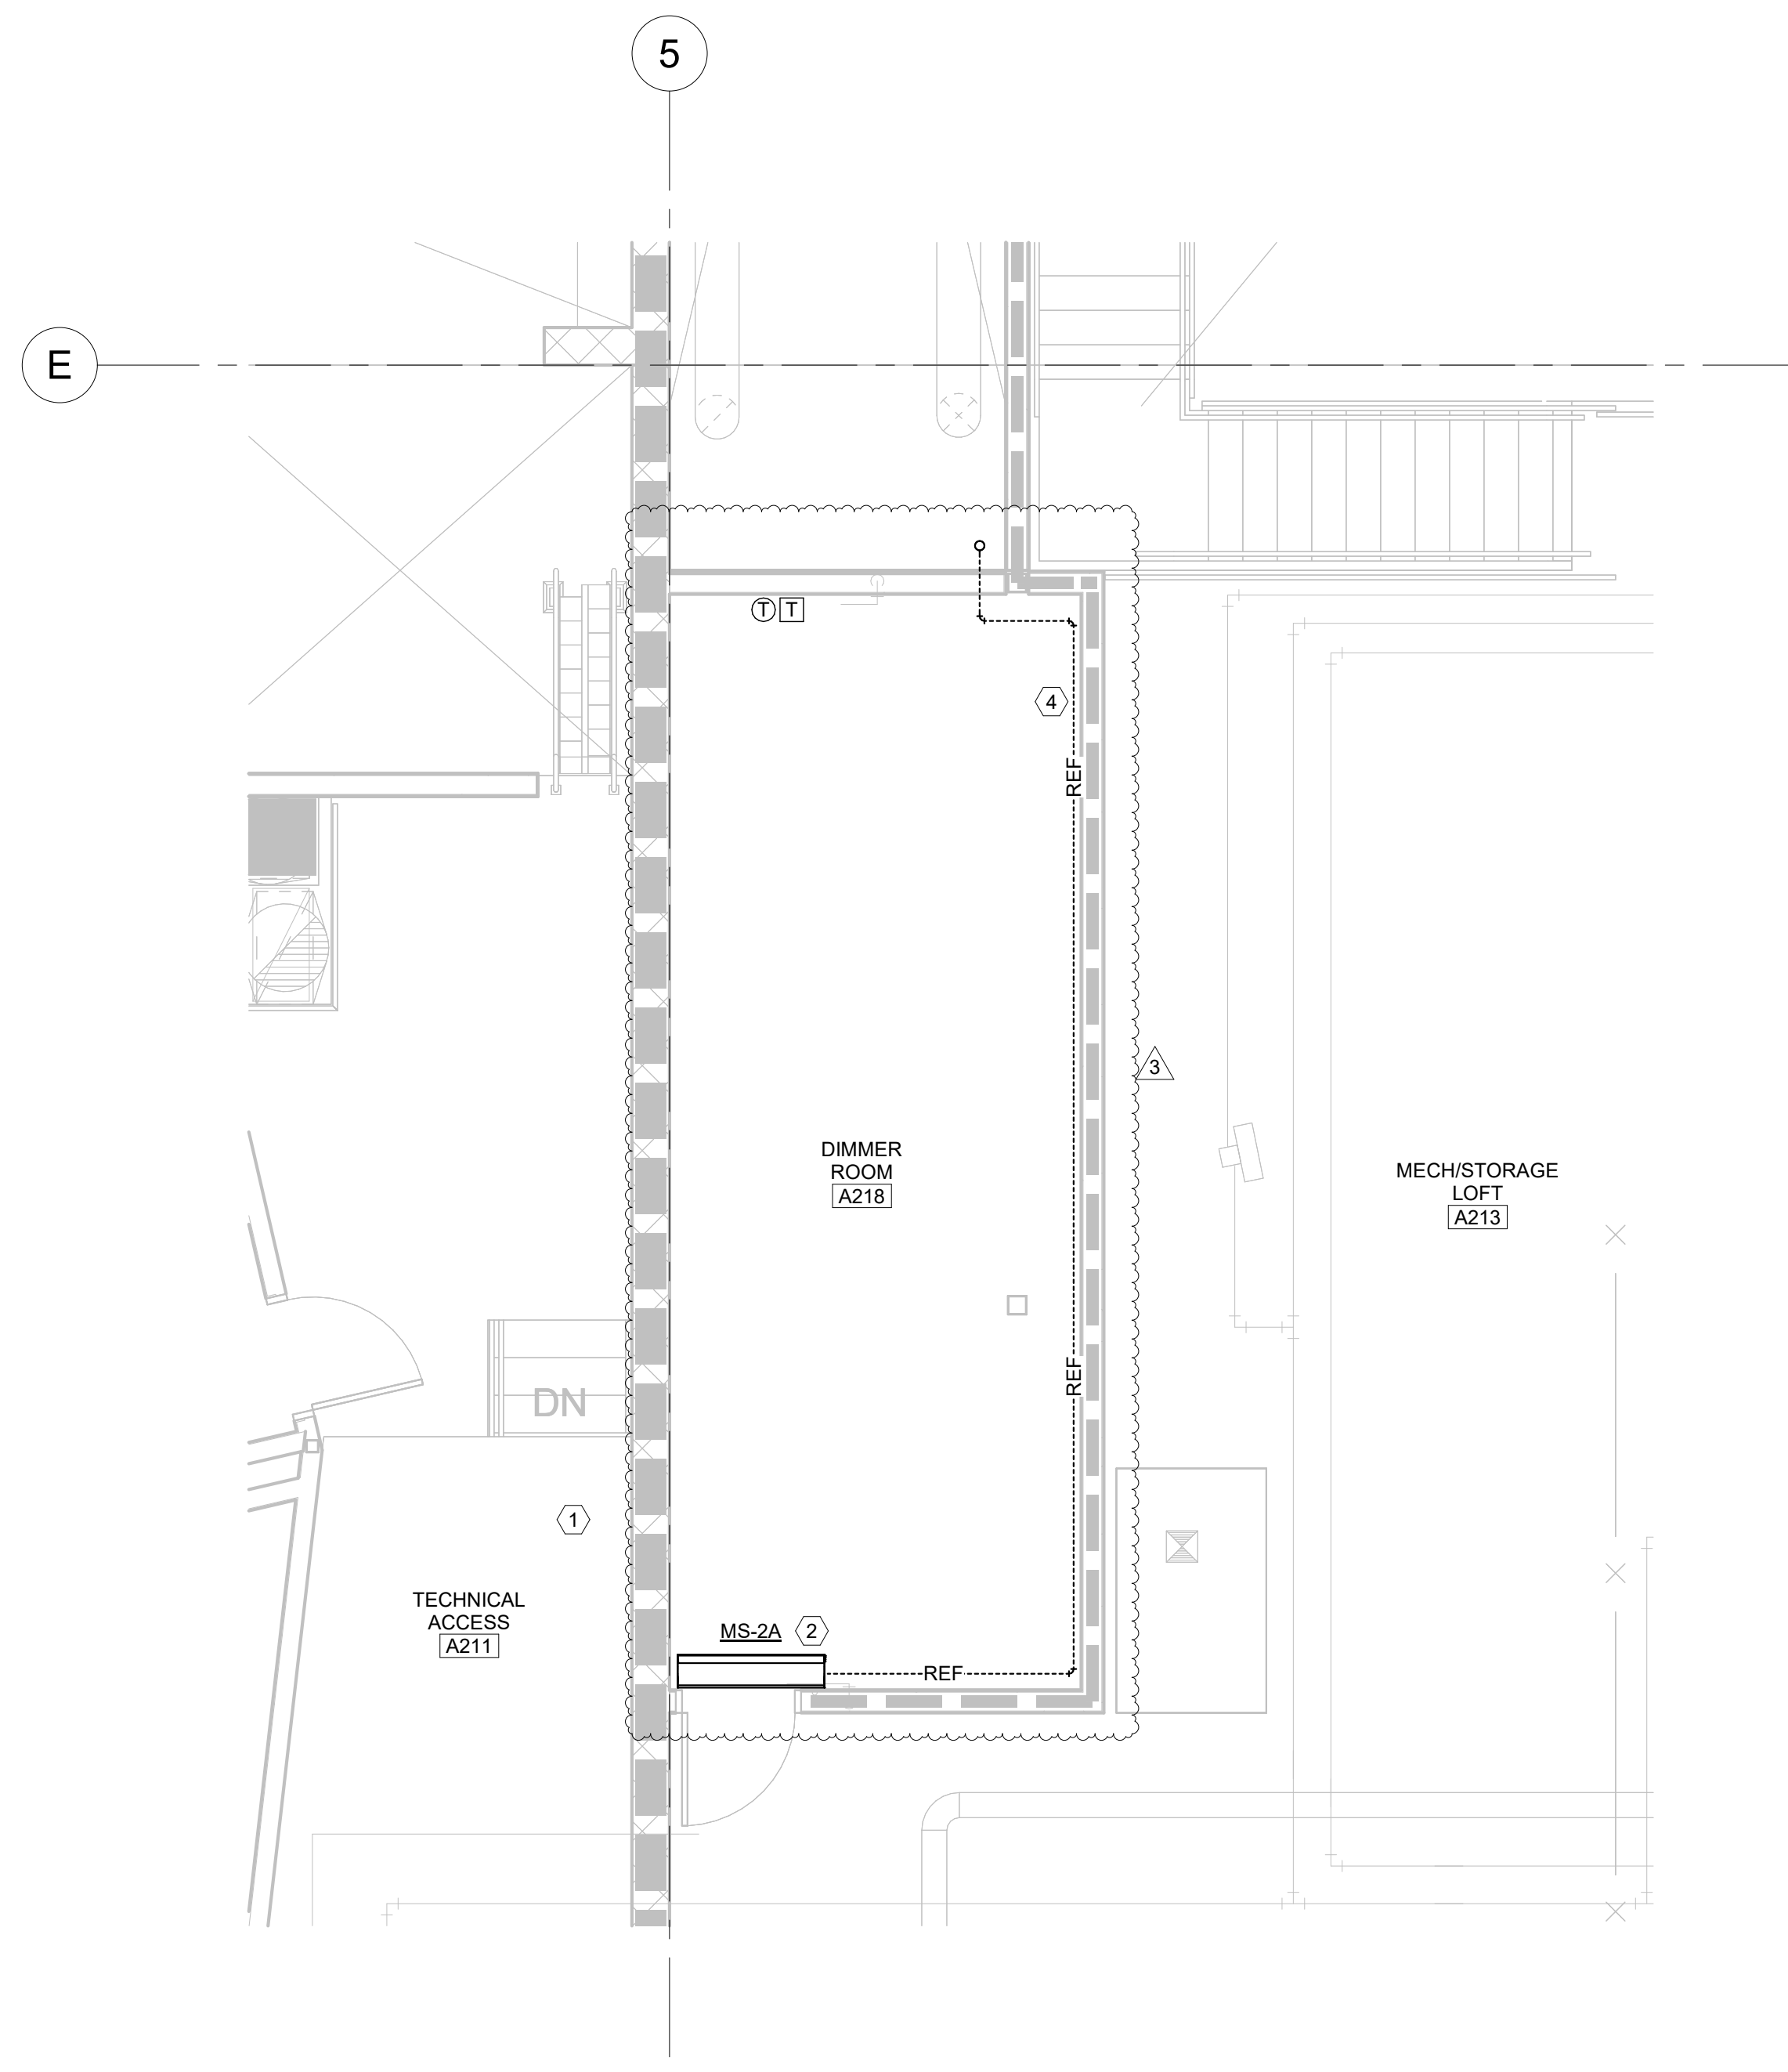 5
E
T T
4
REF
3
DIMMER
ROOM
A218
MECH/STORAGE
LOFT
A213
REF
DN
1
TECHNICAL
ACCESS
A211
MS-2A 2
REF